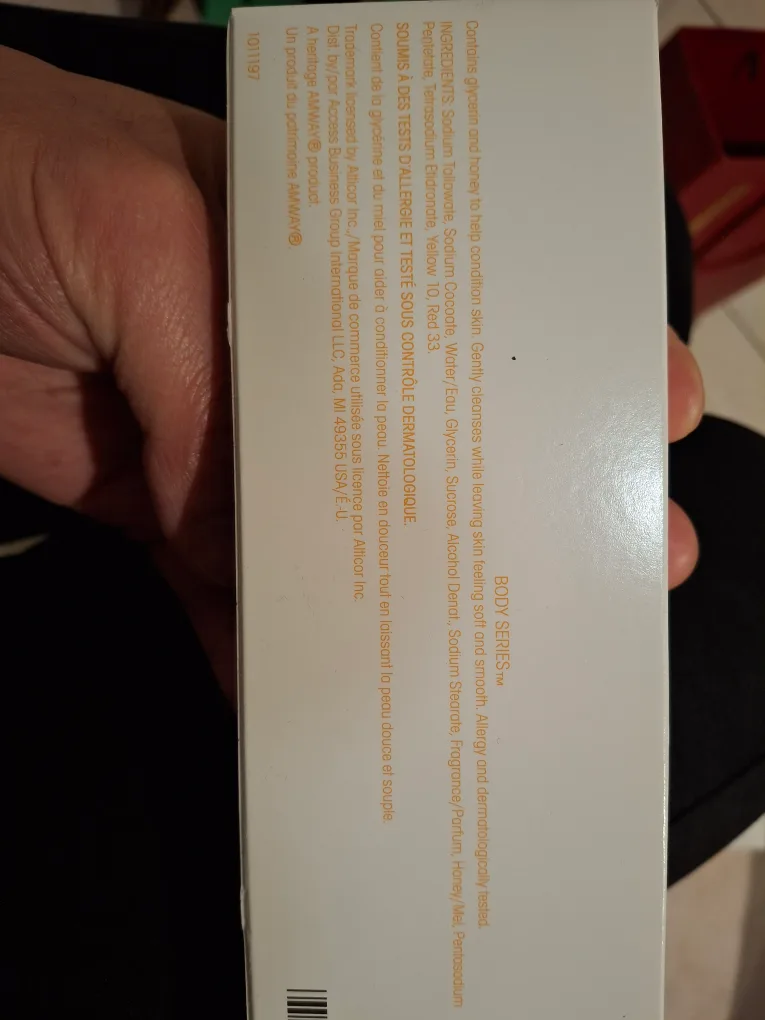 BODY SERIES™
Contains glycerin and honey to help condition skin. Gently cleanses while leaving skin feeling soft and smooth. Allergy and dermatologically tested.
INGREDIENTS: Sodium Tallowate, Sodium Cocoate, Water/Eau, Glycerin, Sucrose, Alcohol Denat., Sodium Stearate, Fragrance/Parfum, Honey/Miel, Pentasodium
Pentetate, Tetrasodium Etidronate, Yellow 10, Red 33.
SOUMIS À DES TESTS D'ALLERGIE ET TESTÉ SOUS CONTRÔLE DERMATOLOGIQUE.
Contient de la glycérine et du miel pour aider à conditionner la peau. Nettoie en douceur tout en laissant la peau douce et souple.
Trademark licensed by Alticor Inc./Marque de commerce utilisée sous licence par Alticor Inc.
Dist. by/par Access Business Group International LLC, Ada, MI 49355 USA/É.-U.
A heritage AMWAY® product.
Un produit du patrimoine AMWAY®.
1011197